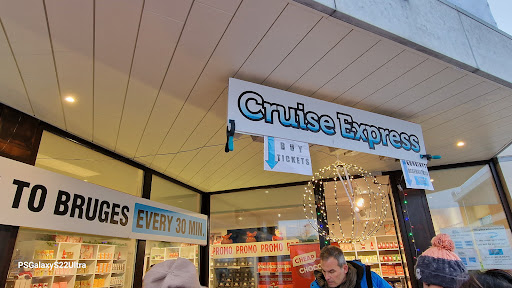 Cruise Express
BUY
TICKETS
TO BRUGES EVERY 30 MIN.
PROMO PROMO PROMO
CHEAP
PSGalaxyS22Ultra